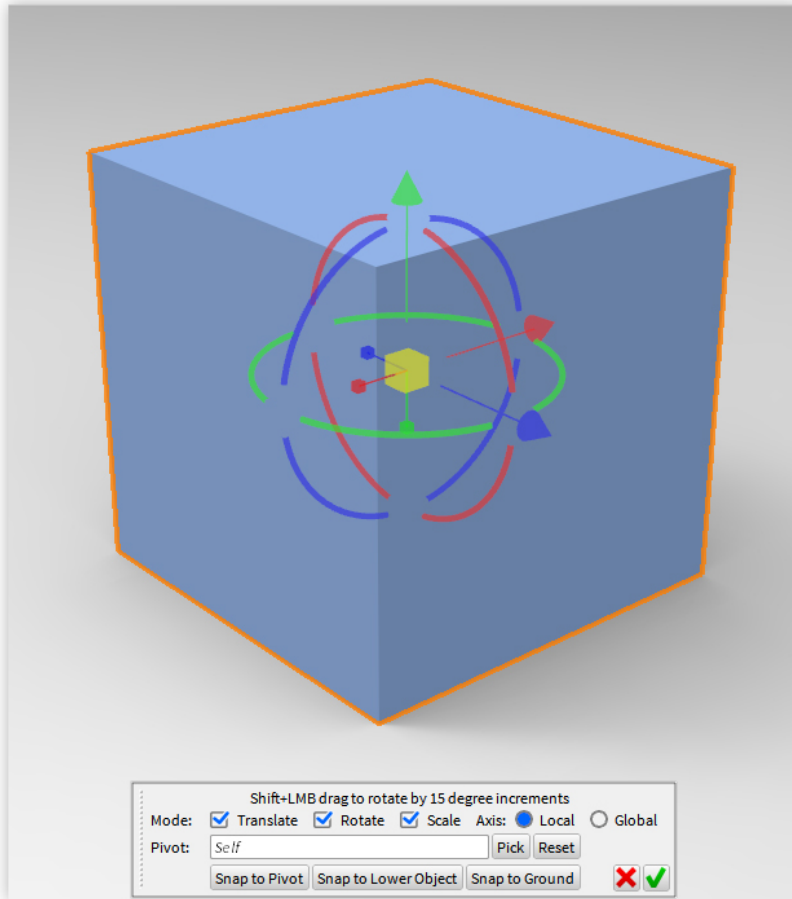 Shift+LMB drag to rotate by 15 degree increments
Mode: Translate Rotate Scale Axis: Local Global
Pivot: Self Pick Reset
Snap to Pivot Snap to Lower Object Snap to Ground